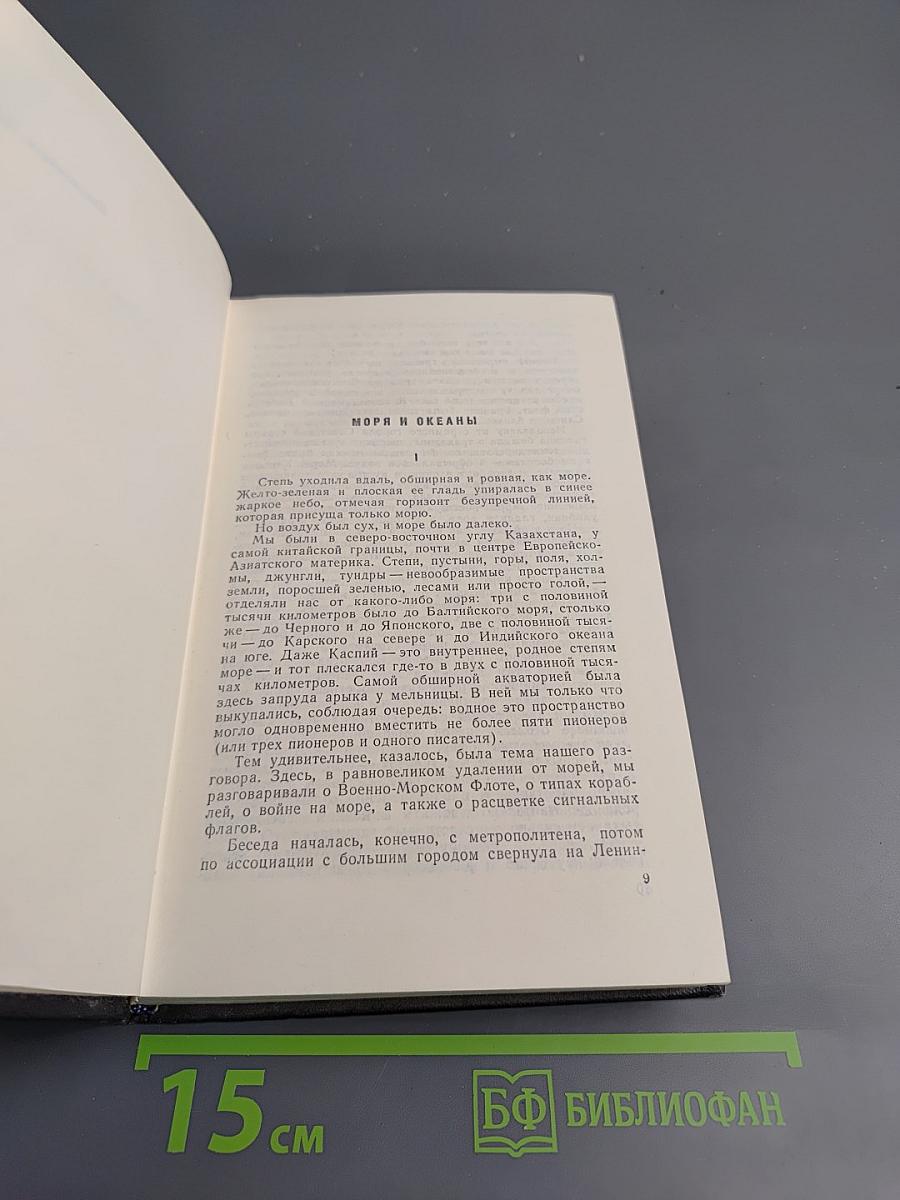 МОРЯ И ОКЕАНЫ
I
Степь уходила вдаль, обширная и ровная, как море.
Желто-зеленая и плоская ее гладь упиралась в синее
жаркое небо, отмечая горизонт безупречной линией,
которая присуща только морю.
Но воздух был сух, и море было далеко.
Мы были в северо-восточном углу Казахстана, у
самой китайской границы, почти в центре Европейско-
Азиатского материка. Степи, пустыни, горы, поля, хол-
мы, джунгли, тундры — невообразимые пространства
земли, поросшей зеленью, лесами или просто голой, —
отделяли нас от какого-либо моря: три с половиной
тысячи километров было до Балтийского моря, столько
же — до Черного и до Японского, две с половиной тыся-
чи — до Карского на севере и до Индийского океана
на юге. Даже Каспий — это внутреннее, родное степям
море — и тот плескался где-то в двух с половиной тыся-
чах километров. Самой обширной акваторией была
здесь запруда арыка у мельницы. В ней мы только что
выкупались, соблюдая очередь: водное это пространство
могло одновременно вместить не более пяти пионеров
(или трех пионеров и одного писателя).
Тем удивительнее, казалось, была тема нашего раз-
говора. Здесь, в равновеликом удалении от морей, мы
разговаривали о Военно-Морском Флоте, о типах кораб-
лей, о войне на море, а также о расцветке сигнальных
флагов.
Беседа началась, конечно, с метрополитена, потом
по ассоциации с большим городом свернула на Ленин-
9
15 см
БФ БИБЛИОФАН